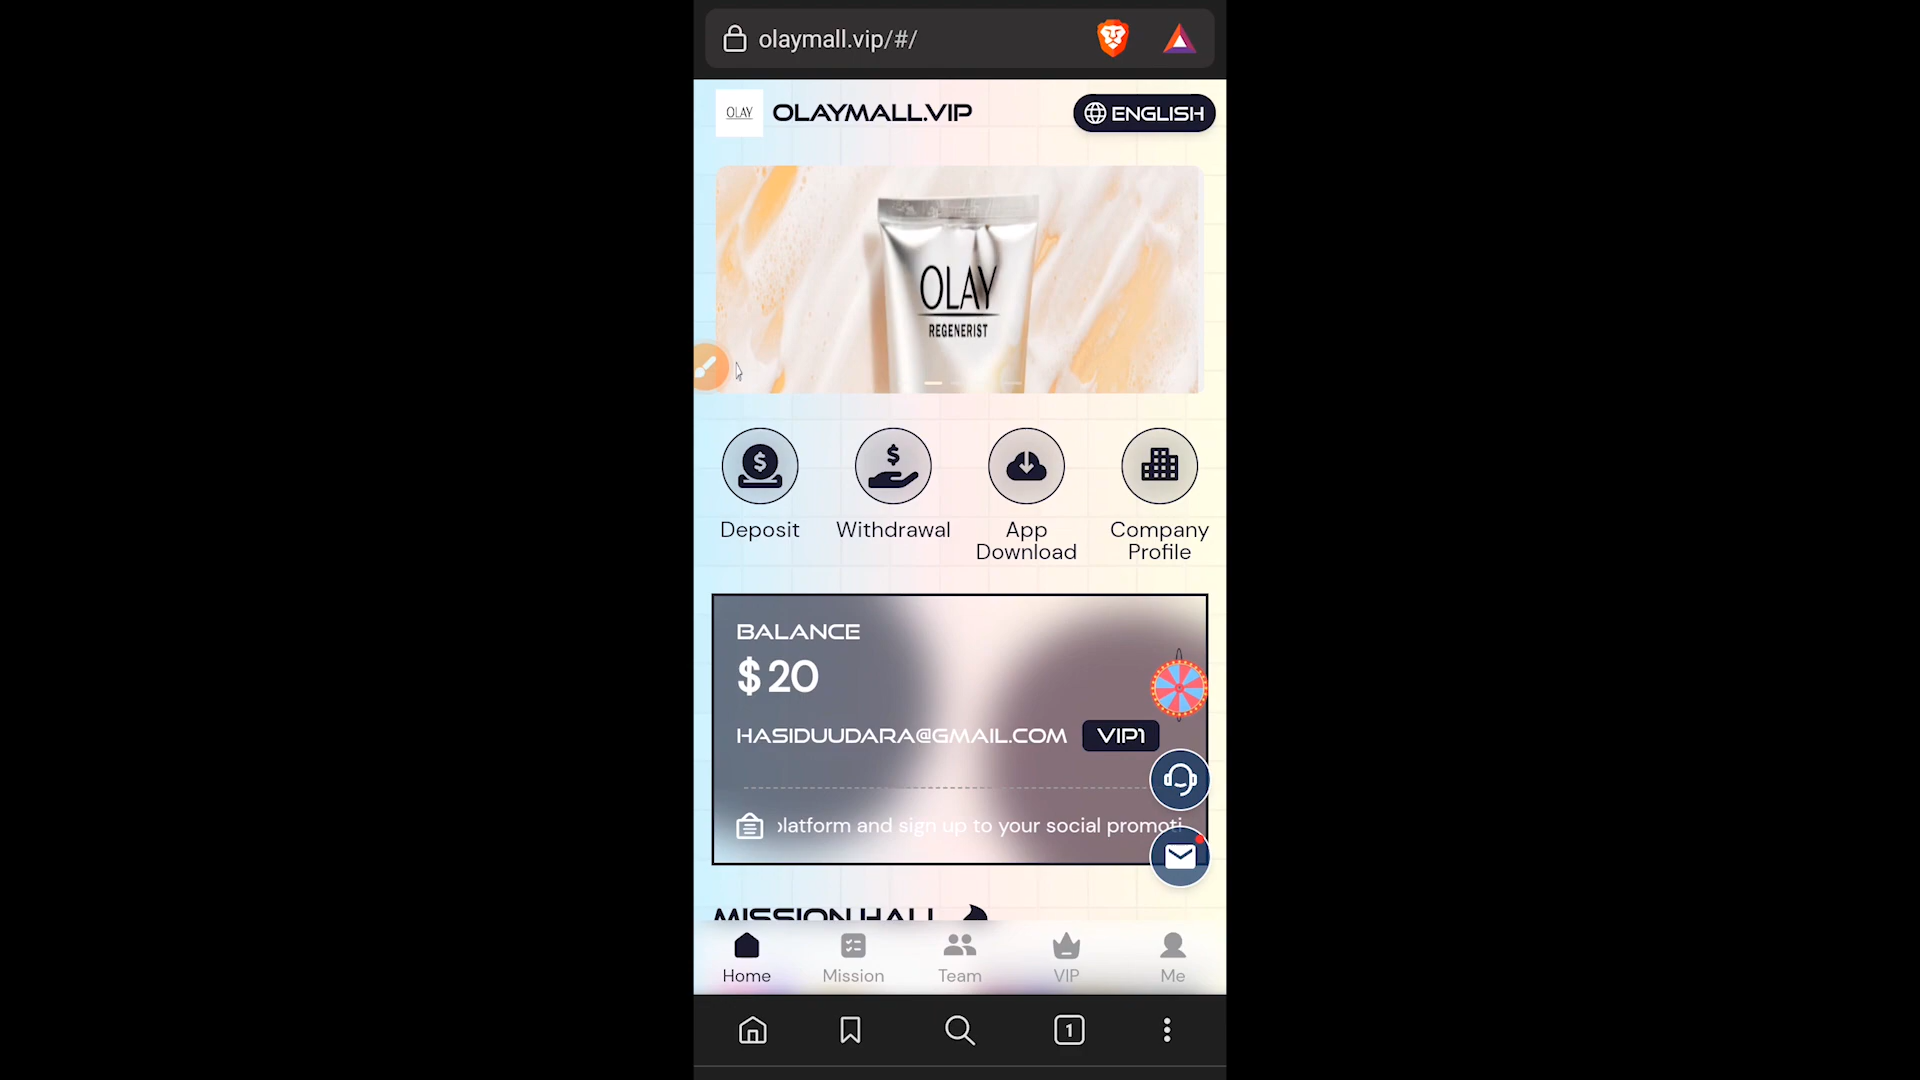 olaymall.vip/#/
OLAY
OLAYMALL.VIP
ENGLISH
OLAY
REGENERIST
Deposit
Withdrawal
App
Download
Company
Profile
BALANCE
$ 20
HASIDUUDARA@GMAIL.COM
VIP1
platform and sign up to your social promoti
MISSION HALL
Home
Mission
Team
VIP
Me
1